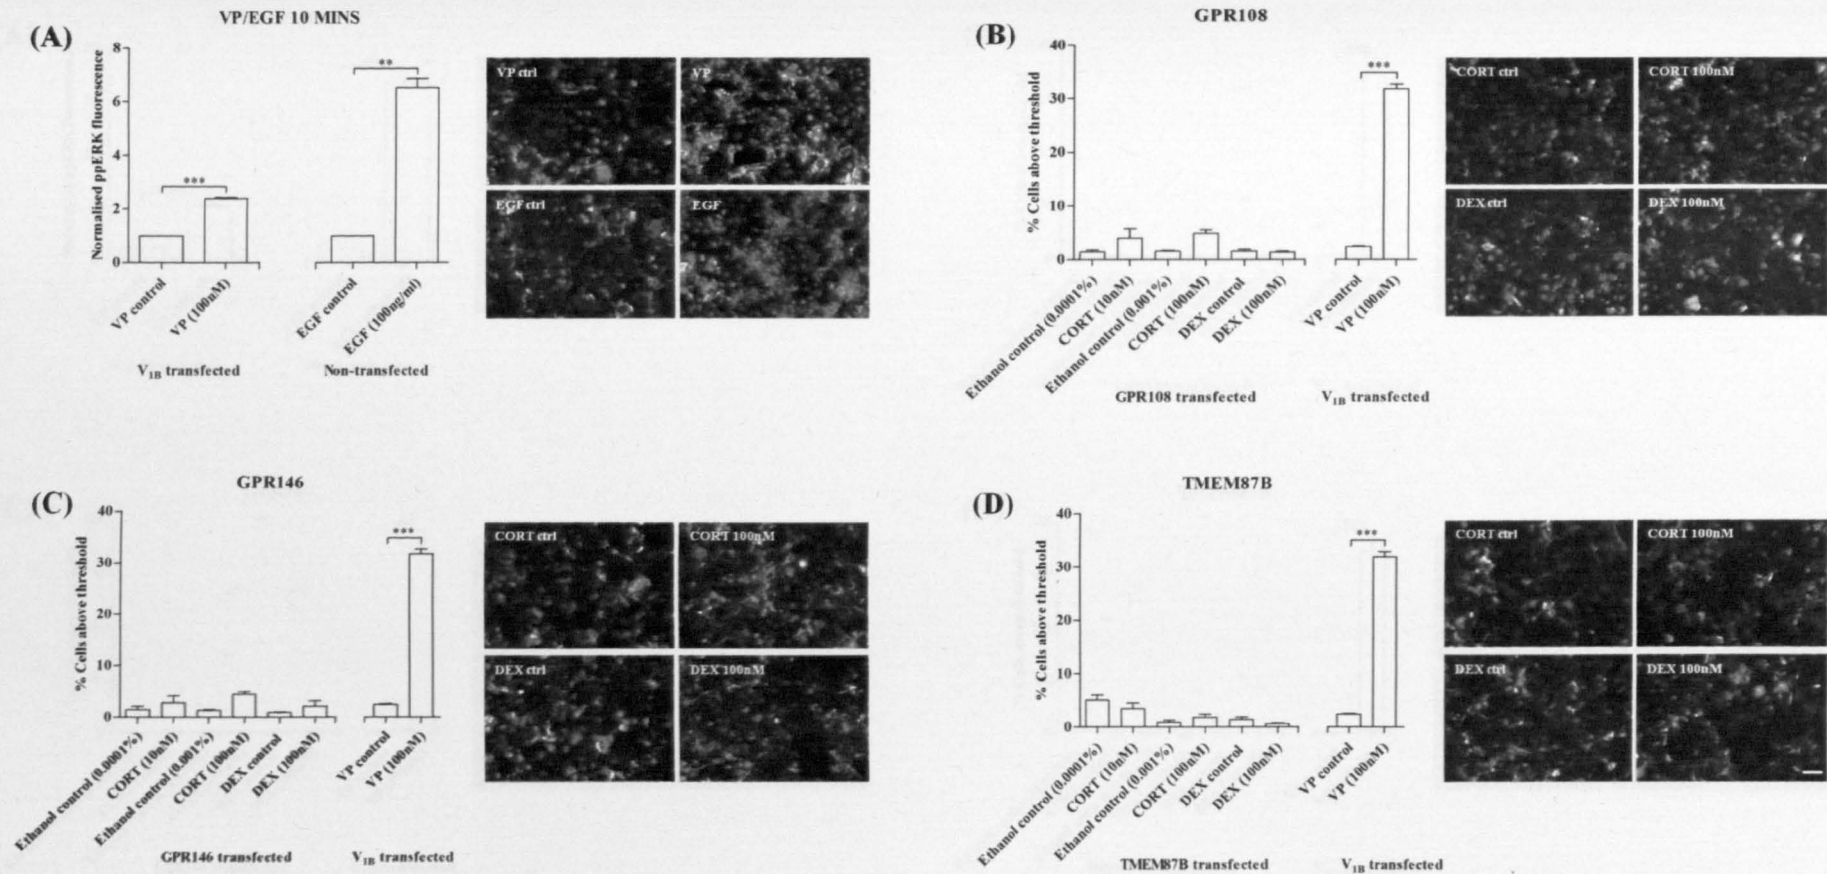 VP/EGF 10 MINS
(A)
Normalised ppERK fluorescence
8
6
4
2
0
***
**
VP control
VP (100nM)
EGF control
EGF (100ng/ml)
V1B transfected
Non-transfected
VP ctrl
VP
EGF ctrl
EGF
GPR108
(B)
% Cells above threshold
40
30
20
10
0
***
Ethanol control (0.0001%)
CORT (10nM)
Ethanol control (0.001%)
CORT (100nM)
DEX control
DEX (100nM)
VP control
VP (100nM)
GPR108 transfected
V1B transfected
CORT ctrl
CORT 100nM
DEX ctrl
DEX 100nM
GPR146
(C)
% Cells above threshold
40
30
20
10
0
***
Ethanol control (0.0001%)
CORT (10nM)
Ethanol control (0.001%)
CORT (100nM)
DEX control
DEX (100nM)
VP control
VP (100nM)
GPR146 transfected
V1B transfected
CORT ctrl
CORT 100nM
DEX ctrl
DEX 100nM
TMEM87B
(D)
% Cells above threshold
40
30
20
10
0
***
Ethanol control (0.0001%)
CORT (10nM)
Ethanol control (0.001%)
CORT (100nM)
DEX control
DEX (100nM)
VP control
VP (100nM)
TMEM87B transfected
V1B transfected
CORT ctrl
CORT 100nM
DEX ctrl
DEX 100nM